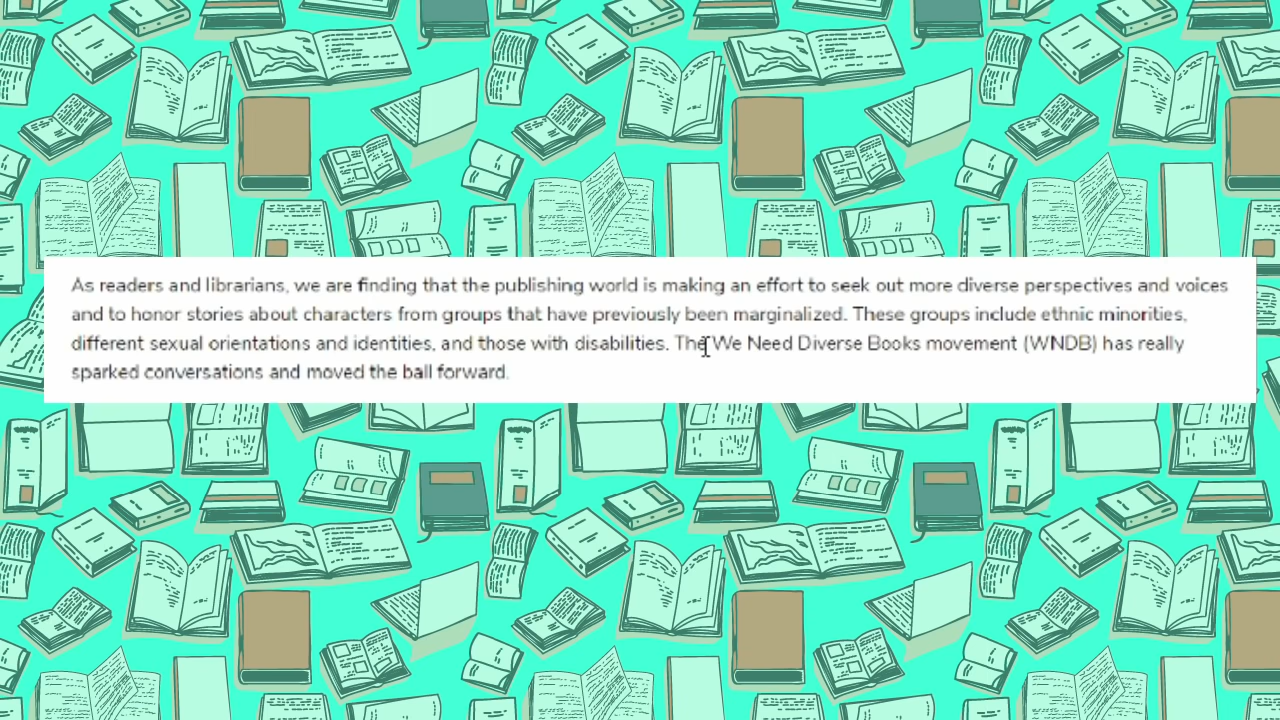 As readers and librarians, we are finding that the publishing world is making an effort to seek out more diverse perspectives and voices
and to honor stories about characters from groups that have previously been marginalized. These groups include ethnic minorities,
different sexual orientations and identities, and those with disabilities. The We Need Diverse Books movement (WNDB) has really
sparked conversations and moved the ball forward.